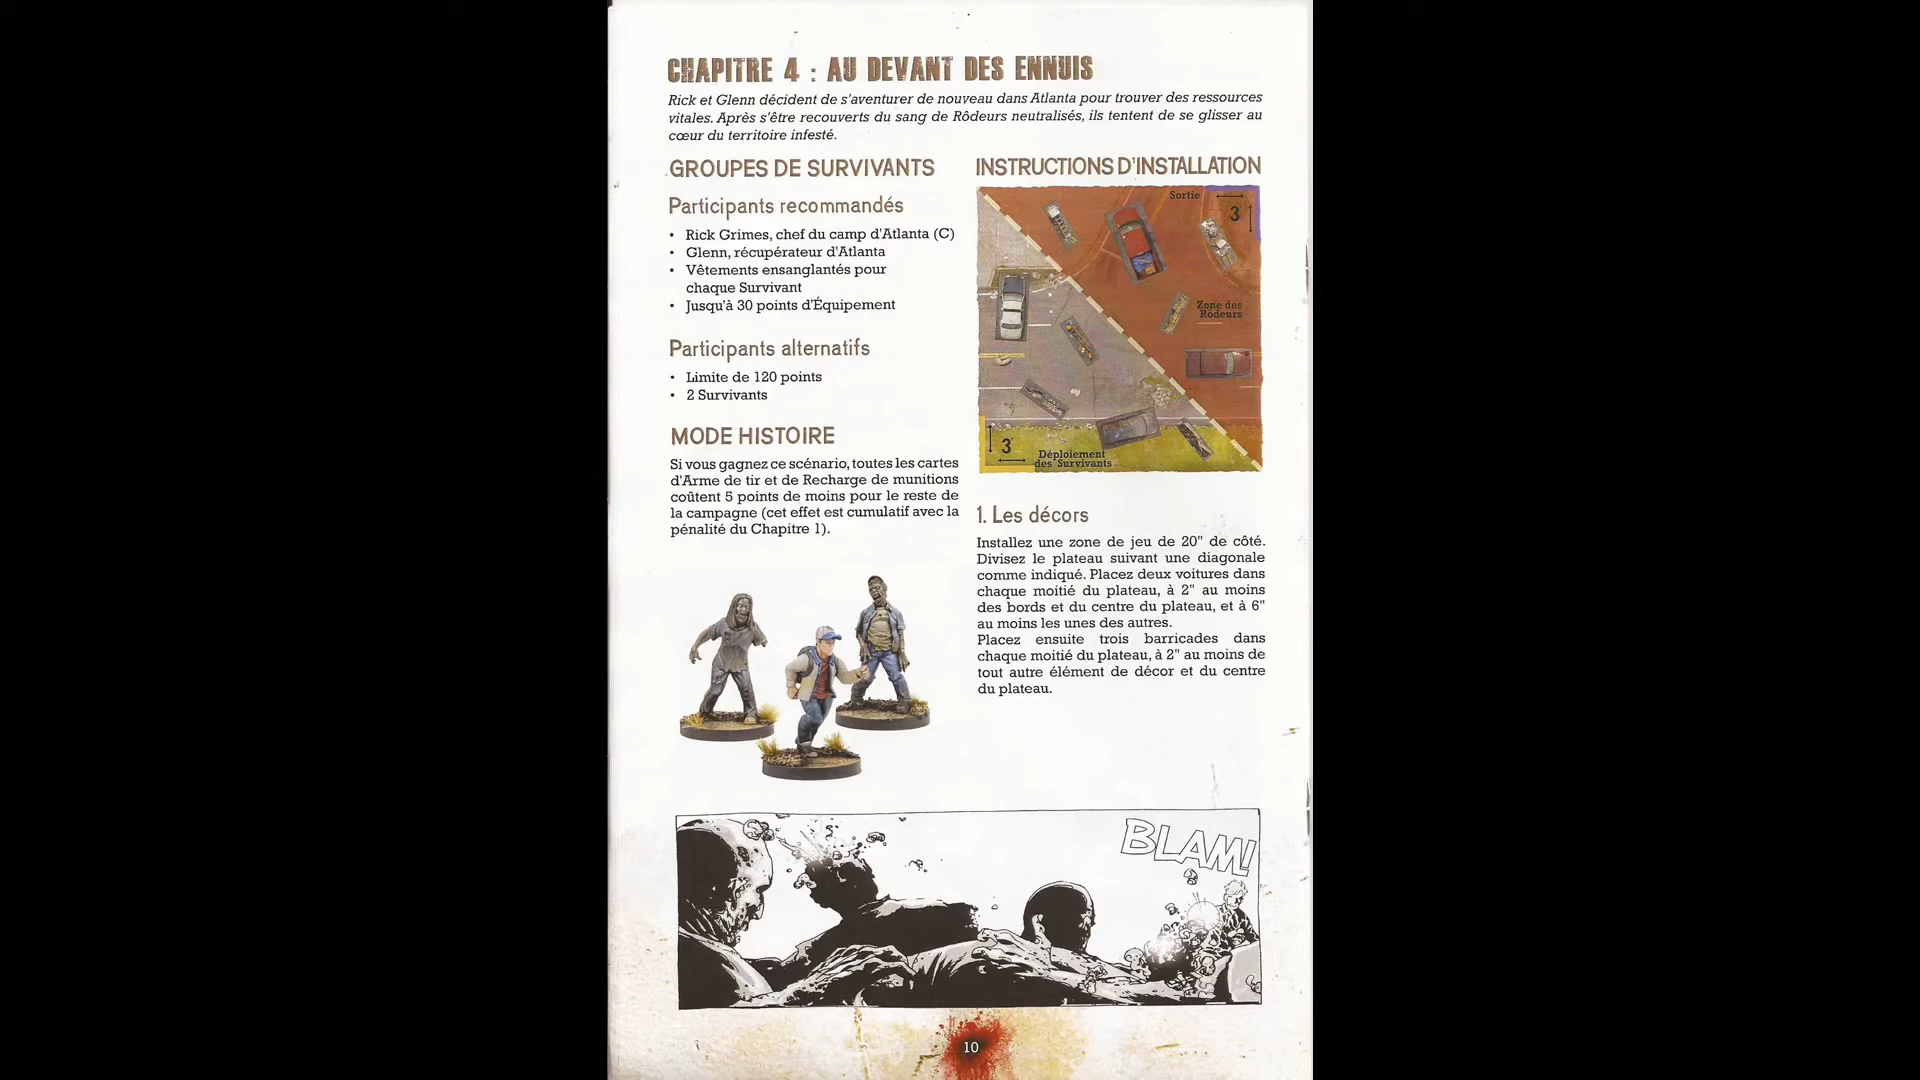 CHAPITRE 4 : AU DEVANT DES ENNUIS
Rick et Glenn décident de s'aventurer de nouveau dans Atlanta pour trouver des ressources
vitales. Après s'être recouverts du sang de Rôdeurs neutralisés, ils tentent de se glisser au
cœur du territoire infesté.
GROUPES DE SURVIVANTS
Participants recommandés
• Rick Grimes, chef du camp d'Atlanta (C)
• Glenn, récupérateur d'Atlanta
• Vêtements ensanglantés pour
chaque Survivant
• Jusqu'à 30 points d'Équipement
Participants alternatifs
• Limite de 120 points
• 2 Survivants
MODE HISTOIRE
Si vous gagnez ce scénario, toutes les cartes
d'Arme de tir et de Recharge de munitions
coûtent 5 points de moins pour le reste de
la campagne (cet effet est cumulatif avec la
pénalité du Chapitre 1).
INSTRUCTIONS D'INSTALLATION
Sortie
3"
Zone des
Rôdeurs
3"
Déploiement
des Survivants
1. Les décors
Installez une zone de jeu de 20" de côté.
Divisez le plateau suivant une diagonale
comme indiqué. Placez deux voitures dans
chaque moitié du plateau, à 2" au moins
des bords et du centre du plateau, et à 6"
au moins les unes des autres.
Placez ensuite trois barricades dans
chaque moitié du plateau, à 2" au moins de
tout autre élément de décor et du centre
du plateau.
BLAM!
10